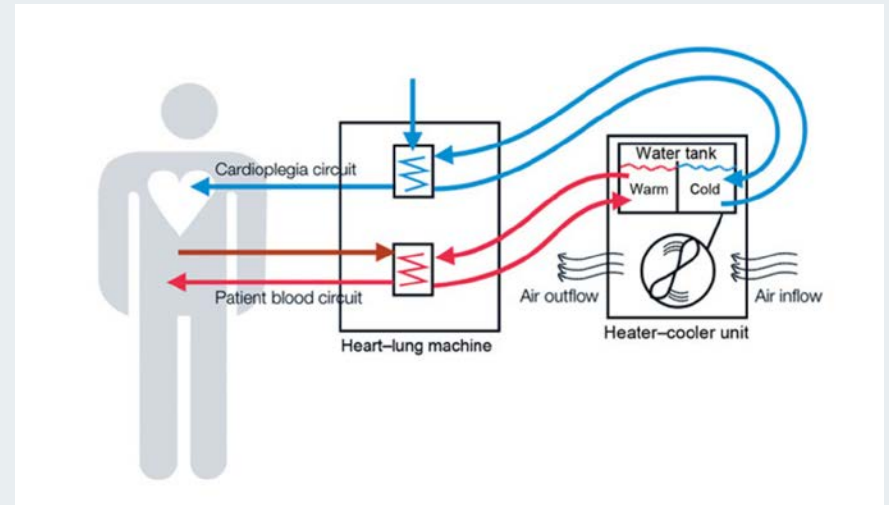 Water tank
Warm
Cold
Cardioplegia circuit
Patient blood circuit
Air outflow
Air inflow
Heart–lung machine
Heater–cooler unit